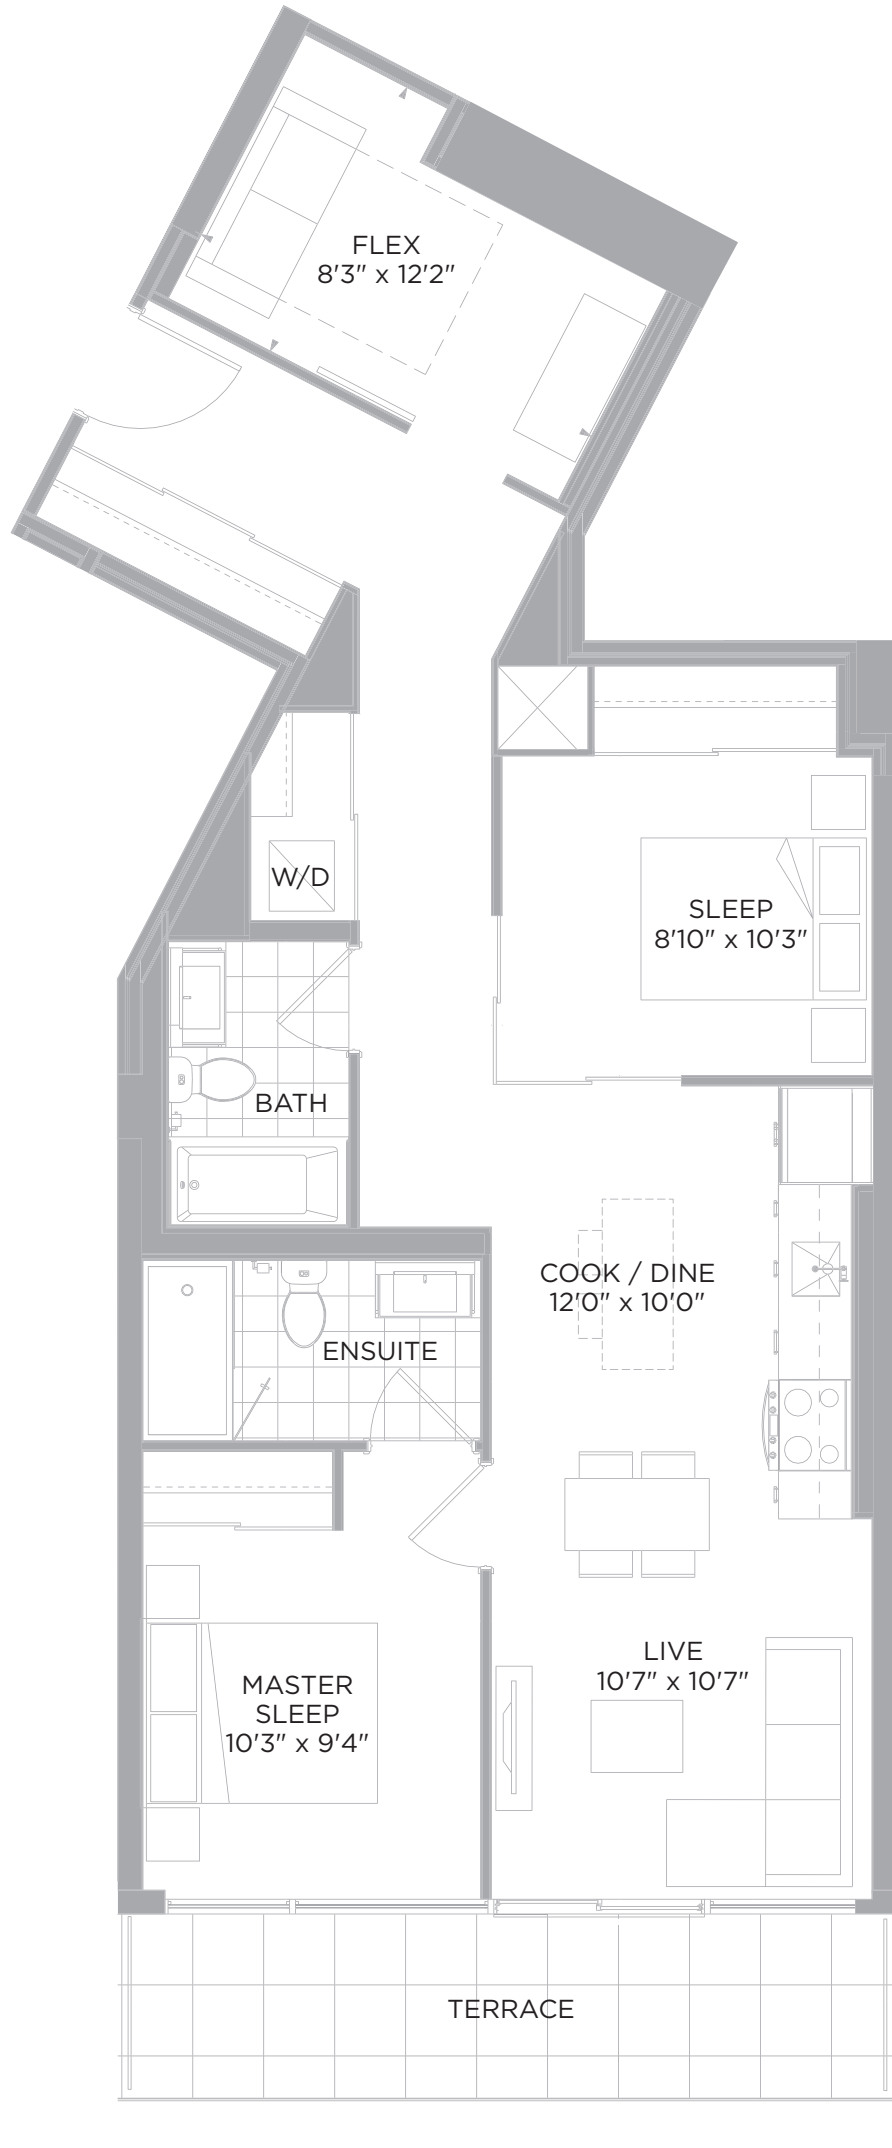 FLEX
8'3" x 12'2"
W/D
SLEEP
8'10" x 10'3"
BATH
COOK / DINE
12'0" x 10'0"
ENSUITE
LIVE
10'7" x 10'7"
MASTER
SLEEP
10'3" x 9'4"
TERRACE